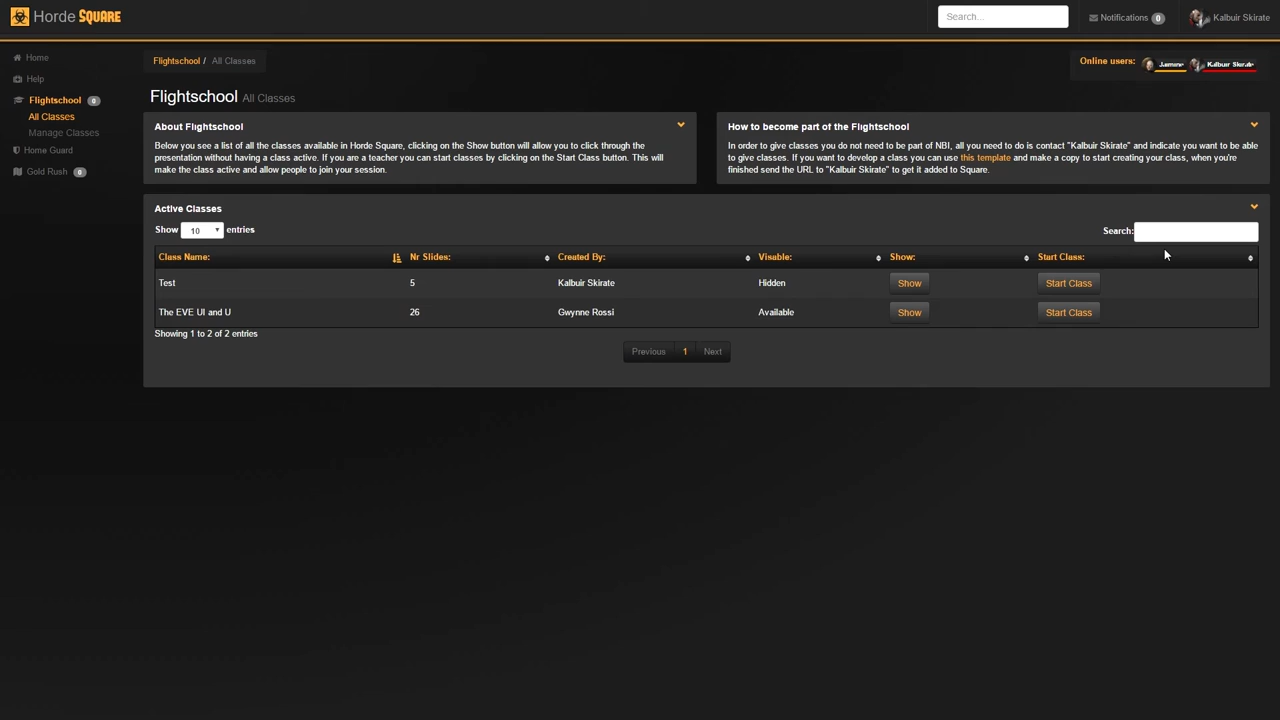 Horde SQUARE
Search...
Notifications 0
Kalbuir Skirate
Home
Help
Flightschool 0
All Classes
Manage Classes
Home Guard
Gold Rush 0
Flightschool / All Classes
Online users: Jasmine Kalbuir Skirate
Flightschool All Classes
About Flightschool
Below you see a list of all the classes available in Horde Square, clicking on the Show button will allow you to click through the
presentation without having a class active. If you are a teacher you can start classes by clicking on the Start Class button. This will
make the class active and allow people to join your session.
How to become part of the Flightschool
In order to give classes you do not need to be part of NBI, all you need to do is contact "Kalbuir Skirate" and indicate you want to be able
to give classes. If you want to develop a class you can use this template and make a copy to start creating your class, when you're
finished send the URL to "Kalbuir Skirate" to get it added to Square.
Active Classes
Show 10 entries
Search:
Class Name: Nr Slides: Created By: Visable: Show: Start Class:
Test 5 Kalbuir Skirate Hidden Show Start Class
The EVE UI and U 26 Gwynne Rossi Available Show Start Class
Showing 1 to 2 of 2 entries
Previous 1 Next